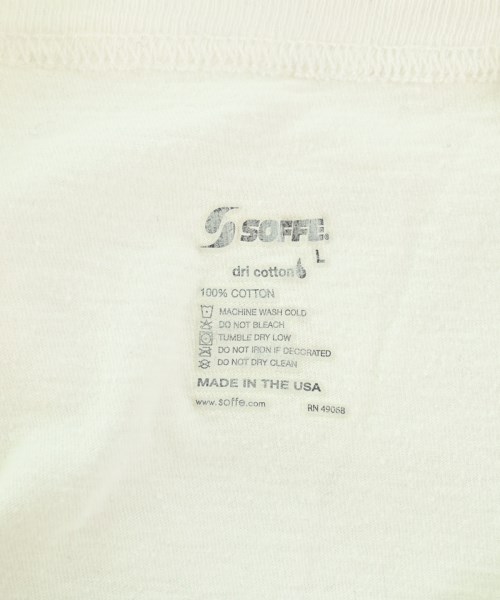 SOFFE.
L
dri cotton
100% COTTON
MACHINE WASH COLD
DO NOT BLEACH
TUMBLE DRY LOW
DO NOT IRON IF DECORATED
DO NOT DRY CLEAN
MADE IN THE USA
www.soffe.com RN 49068